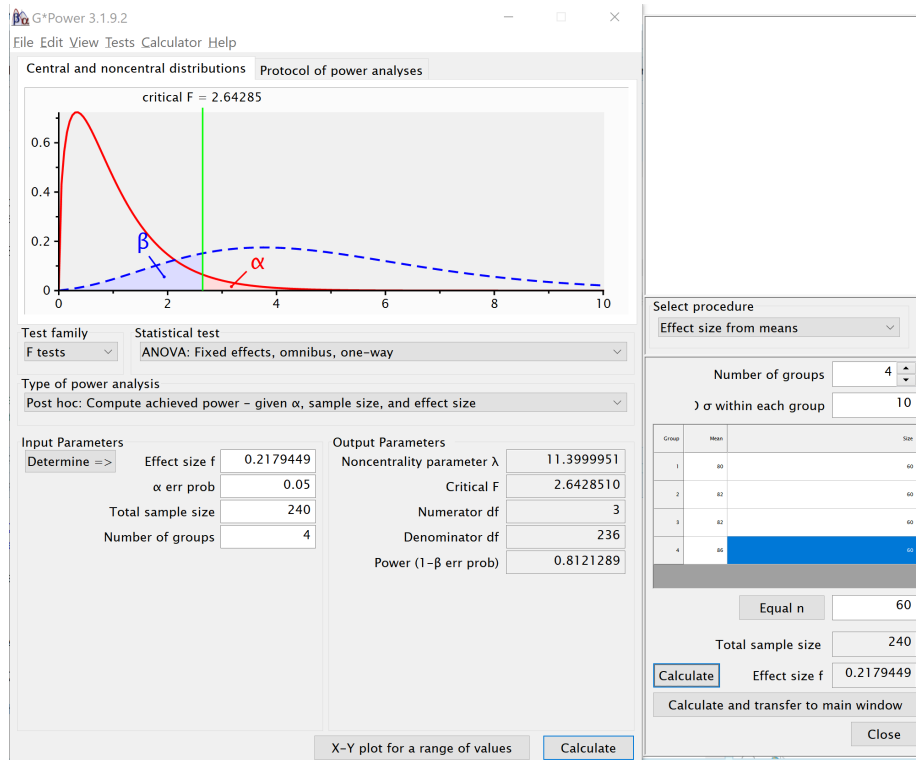 βα G*Power 3.1.9.2
File Edit View Tests Calculator Help
Central and noncentral distributions Protocol of power analyses
critical F = 2.64285
0.6
0.4
0.2
0
β
α
0 2 4 6 8 10
Test family Statistical test
F tests ANOVA: Fixed effects, omnibus, one-way
Type of power analysis
Post hoc: Compute achieved power – given α, sample size, and effect size
Input Parameters
Determine => Effect size f 0.2179449
α err prob 0.05
Total sample size 240
Number of groups 4
Output Parameters
Noncentrality parameter λ 11.3999951
Critical F 2.6428510
Numerator df 3
Denominator df 236
Power (1-β err prob) 0.8121289
X-Y plot for a range of values Calculate
Select procedure
Effect size from means
Number of groups 4
σ within each group 10
Group Mean Size
1 80 60
2 82 60
3 82 60
4 86 60
Equal n 60
Total sample size 240
Calculate Effect size f 0.2179449
Calculate and transfer to main window
Close